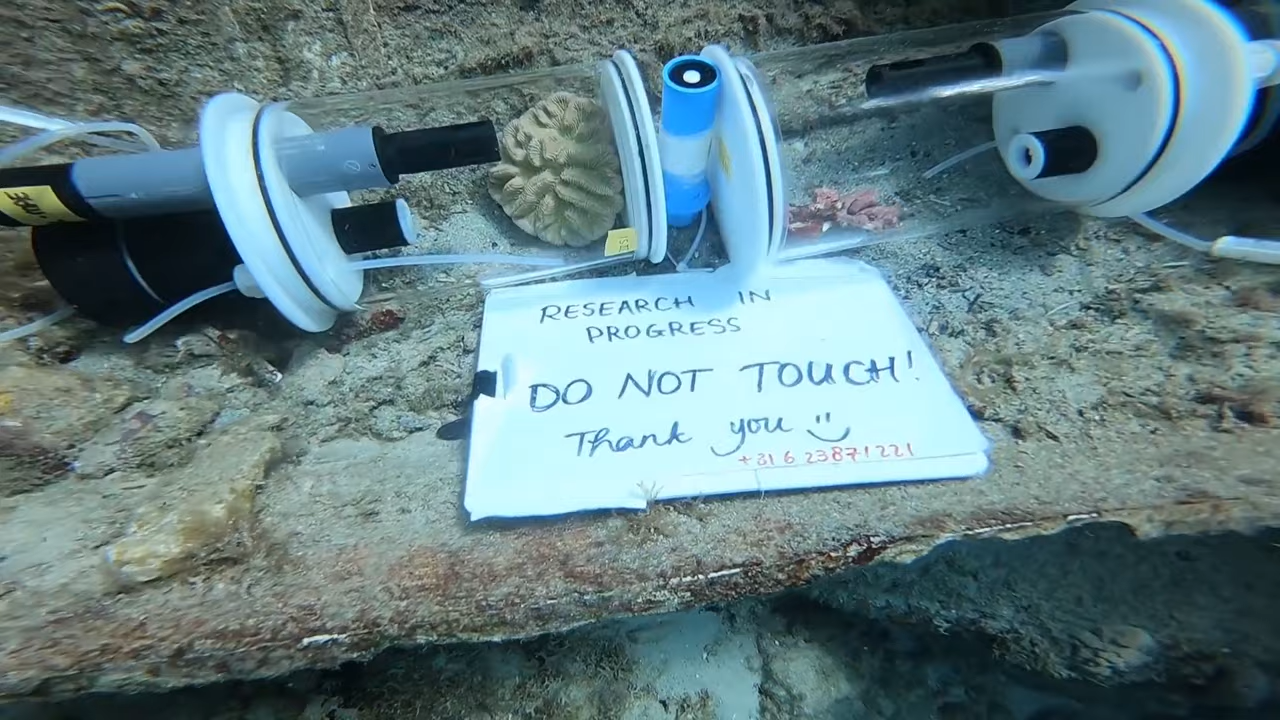 RESEARCH IN
PROGRESS
DO NOT TOUCH!
Thank you
+31 6 23871221